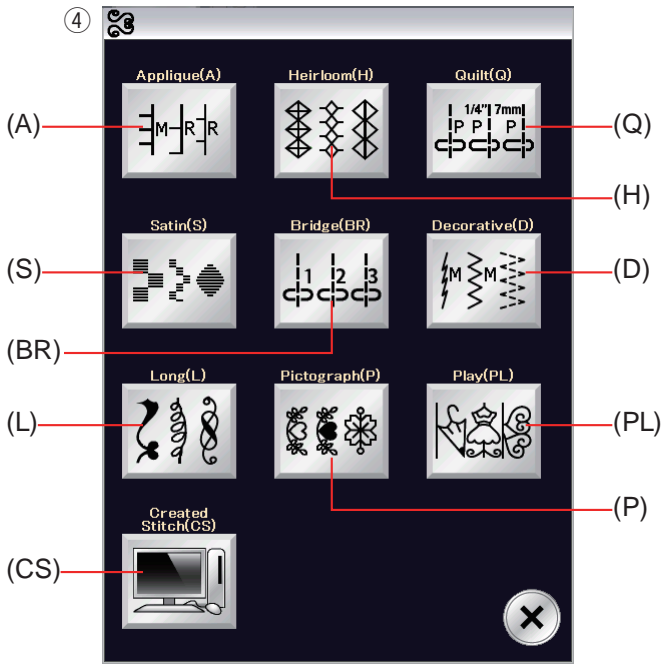 ④
Applique(A) Heirloom(H) Quilt(Q)
(A) M R R 1/4" 7mm P P P (Q)
(H)
Satin(S) Bridge(BR) Decorative(D)
(S) 1 2 3 M M (D)
(BR)
Long(L) Pictograph(P) Play(PL)
(L) (PL)
(P)
Created
Stitch(CS)
(CS)